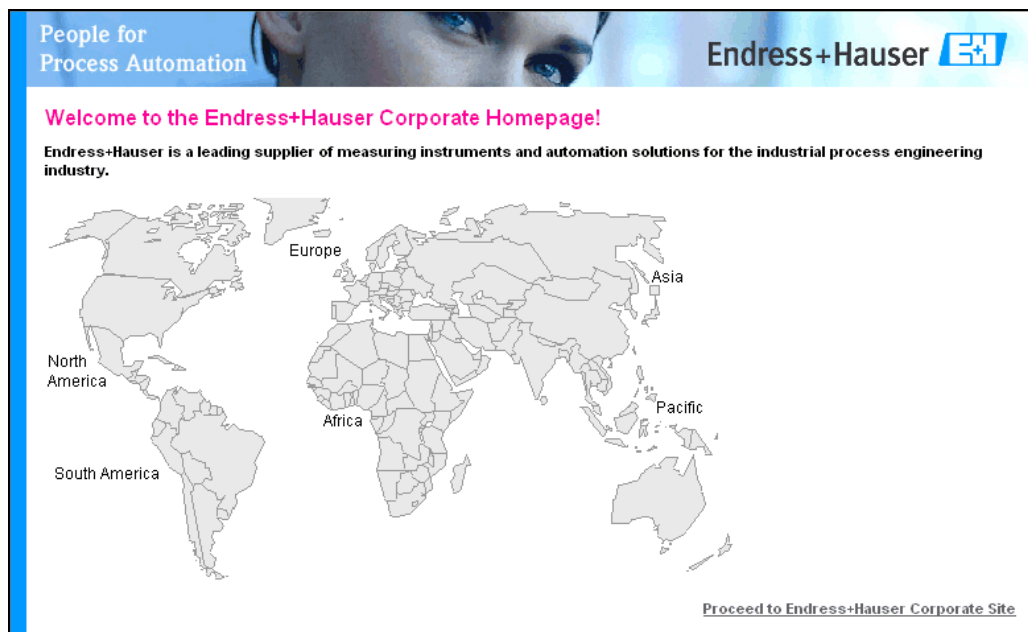 People for
Process Automation
Endress+Hauser E+H
Welcome to the Endress+Hauser Corporate Homepage!
Endress+Hauser is a leading supplier of measuring instruments and automation solutions for the industrial process engineering
industry.
Europe
Asia
North
America
Pacific
Africa
South America
Proceed to Endress+Hauser Corporate Site